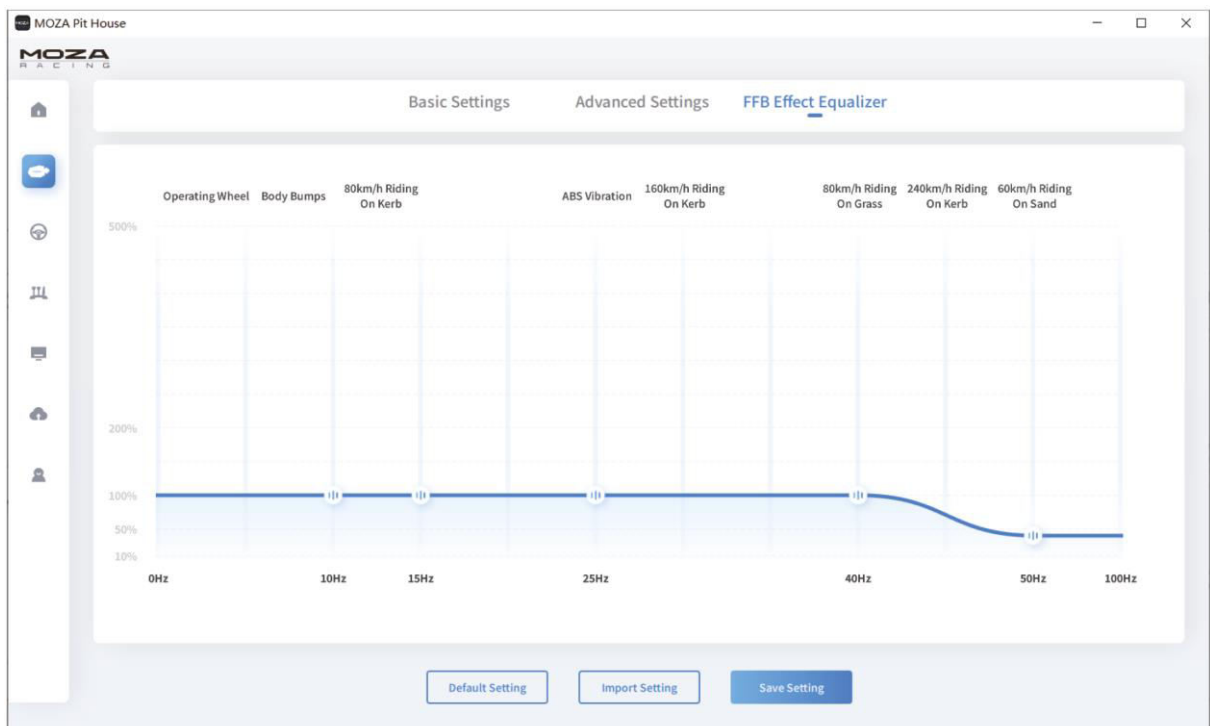 MOZA Pit House
MOZA
RACING
Basic Settings Advanced Settings FFB Effect Equalizer
Operating Wheel Body Bumps 80km/h Riding On Kerb ABS Vibration 160km/h Riding On Kerb 80km/h Riding On Grass 240km/h Riding On Kerb 60km/h Riding On Sand
500%
200%
100%
50%
10%
0Hz 10Hz 15Hz 25Hz 40Hz 50Hz 100Hz
Default Setting Import Setting Save Setting